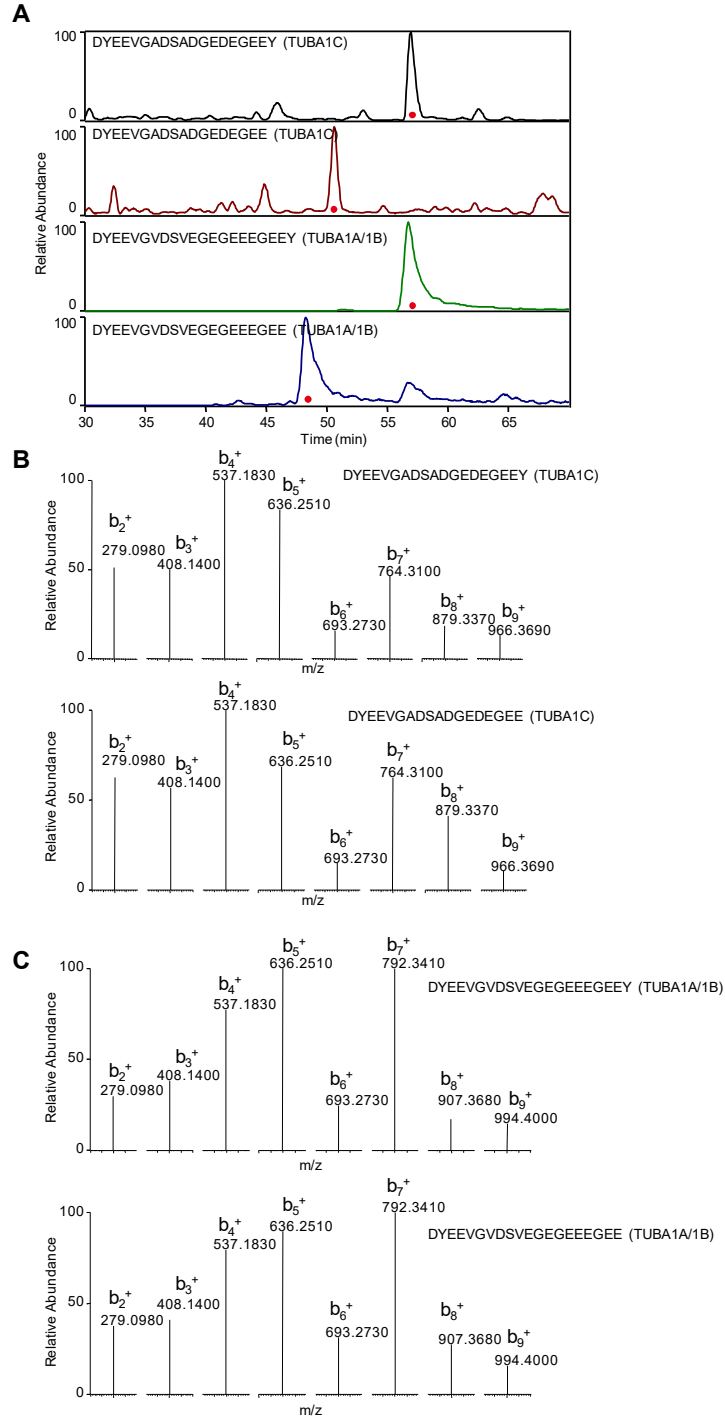 A
100
DYEEVGADSADGEDEGEEY (TUBA1C)
0
100
DYEEVGADSADGEDEGEE (TUBA1C)
0
100
DYEEVGVDSVEGEGEEEGEEY (TUBA1A/1B)
0
100
DYEEVGVDSVEGEGEEEGEE (TUBA1A/1B)
0
Relative Abundance
30 35 40 45 50 55 60 65
Time (min)
B
DYEEVGADSADGEDEGEEY (TUBA1C)
Relative Abundance
100
50
0
b2+ 279.0980
b3+ 408.1400
b4+ 537.1830
b5+ 636.2510
b6+ 693.2730
b7+ 764.3100
b8+ 879.3370
b9+ 966.3690
m/z
DYEEVGADSADGEDEGEE (TUBA1C)
Relative Abundance
100
50
0
b2+ 279.0980
b3+ 408.1400
b4+ 537.1830
b5+ 636.2510
b6+ 693.2730
b7+ 764.3100
b8+ 879.3370
b9+ 966.3690
m/z
C
DYEEVGVDSVEGEGEEEGEEY (TUBA1A/1B)
Relative Abundance
100
50
0
b2+ 279.0980
b3+ 408.1400
b4+ 537.1830
b5+ 636.2510
b6+ 693.2730
b7+ 792.3410
b8+ 907.3680
b9+ 994.4000
m/z
DYEEVGVDSVEGEGEEEGEE (TUBA1A/1B)
Relative Abundance
100
50
0
b2+ 279.0980
b3+ 408.1400
b4+ 537.1830
b5+ 636.2510
b6+ 693.2730
b7+ 792.3410
b8+ 907.3680
b9+ 994.4000
m/z